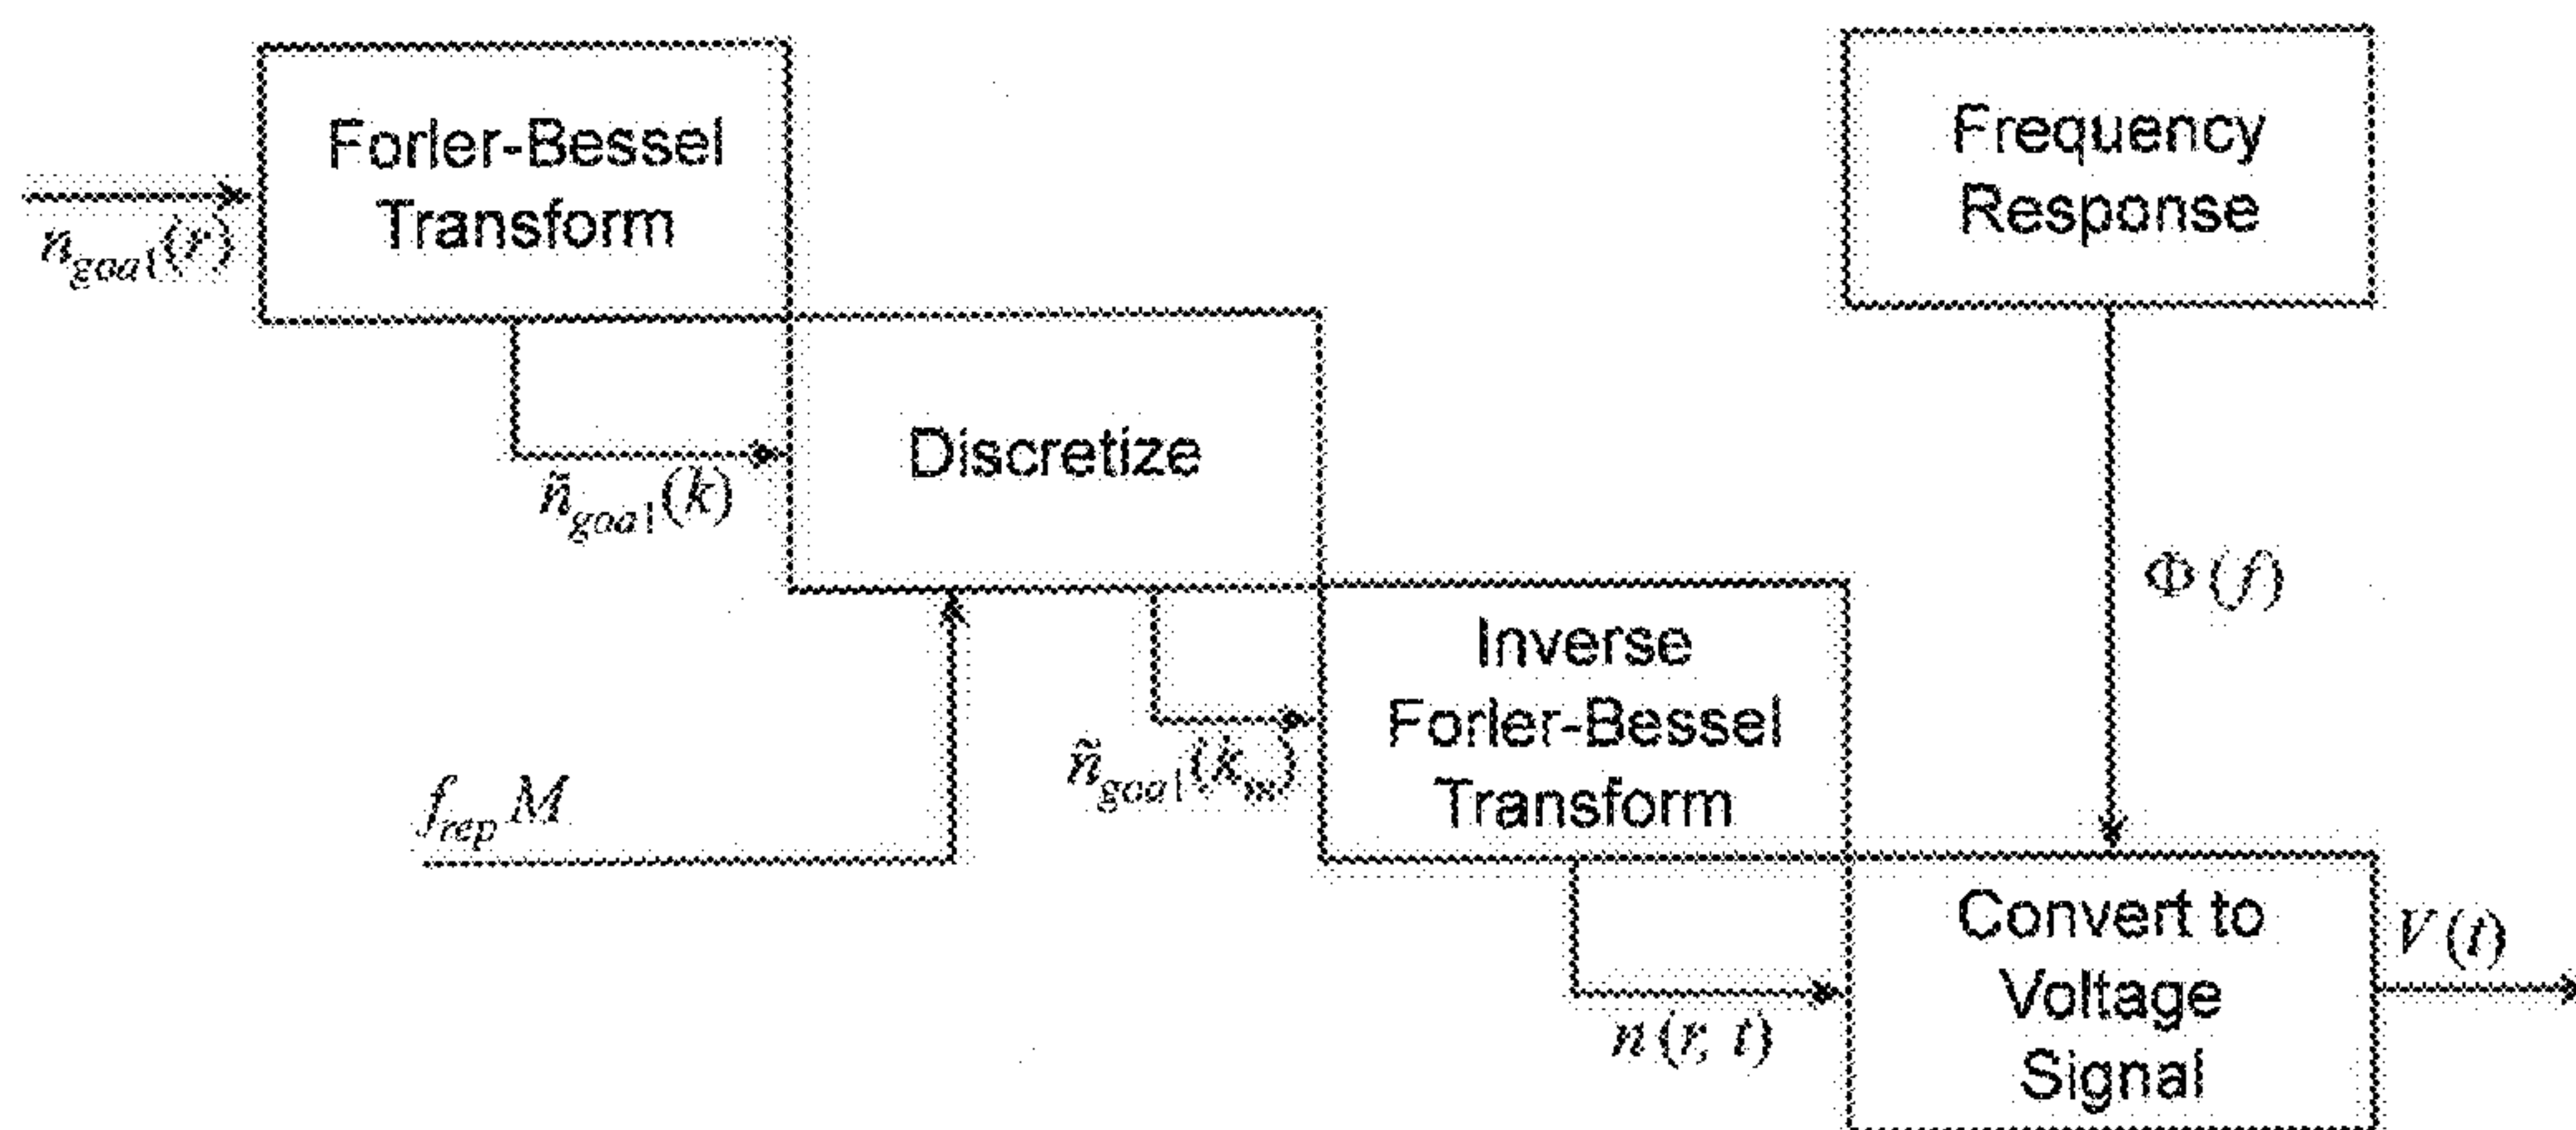 Forler-Bessel
Transform
n_goal(r)
Frequency
Response
Discretize
ñ_goal(k)
Φ(f)
Inverse
Forler-Bessel
Transform
ñ_goal(k_m)
f_rep M
Convert to
Voltage
Signal
V(t)
n(r, t)